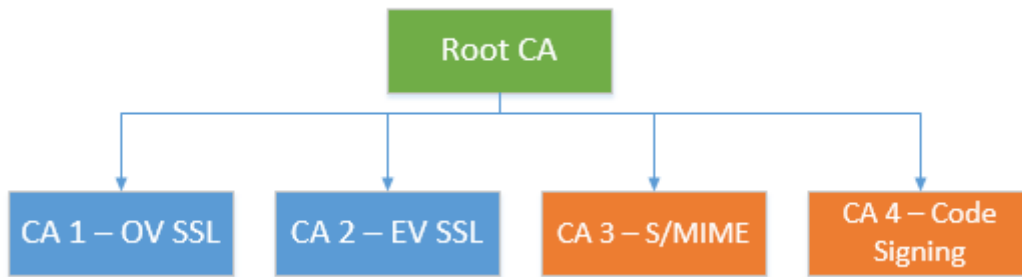 Root CA
CA 1 – OV SSL
CA 2 – EV SSL
CA 3 – S/MIME
CA 4 – Code
Signing